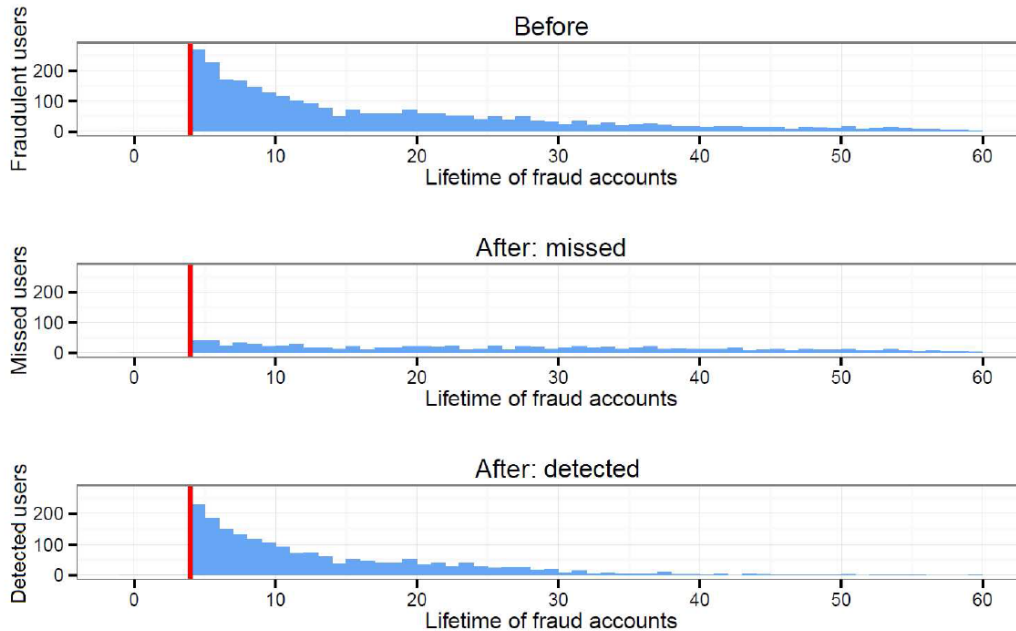 Before
Fraudulent users
200
100
0
0 10 20 30 40 50 60
Lifetime of fraud accounts
After: missed
Missed users
200
100
0
0 10 20 30 40 50 60
Lifetime of fraud accounts
After: detected
Detected users
200
100
0
0 10 20 30 40 50 60
Lifetime of fraud accounts